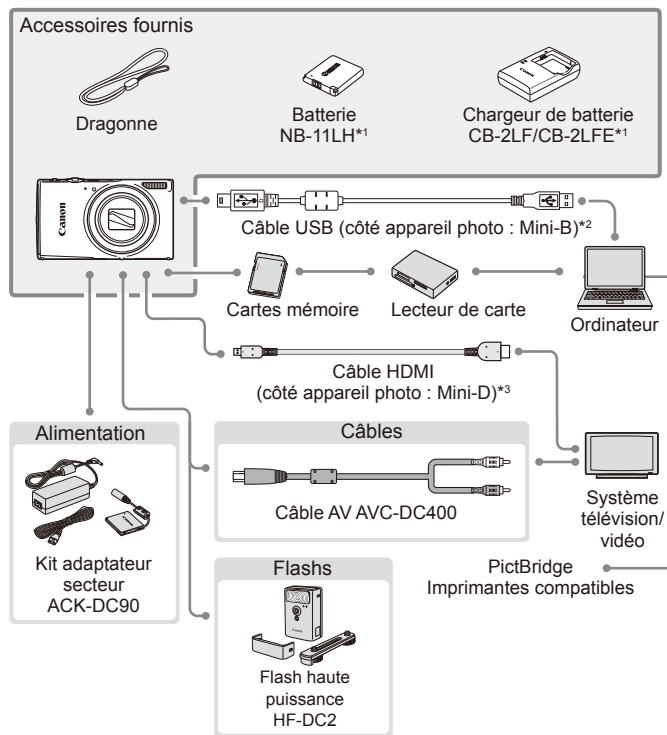 Accessoires fournis
Dragonne
Batterie
NB-11LH*1
Chargeur de batterie
CB-2LF/CB-2LFE*1
Canon
Câble USB (côté appareil photo : Mini-B)*2
Cartes mémoire
Lecteur de carte
Ordinateur
Câble HDMI
(côté appareil photo : Mini-D)*3
Alimentation
Kit adaptateur
secteur
ACK-DC90
Câbles
Câble AV AVC-DC400
Système
télévision/
vidéo
Flashs
Flash haute
puissance
HF-DC2
PictBridge
Imprimantes compatibles